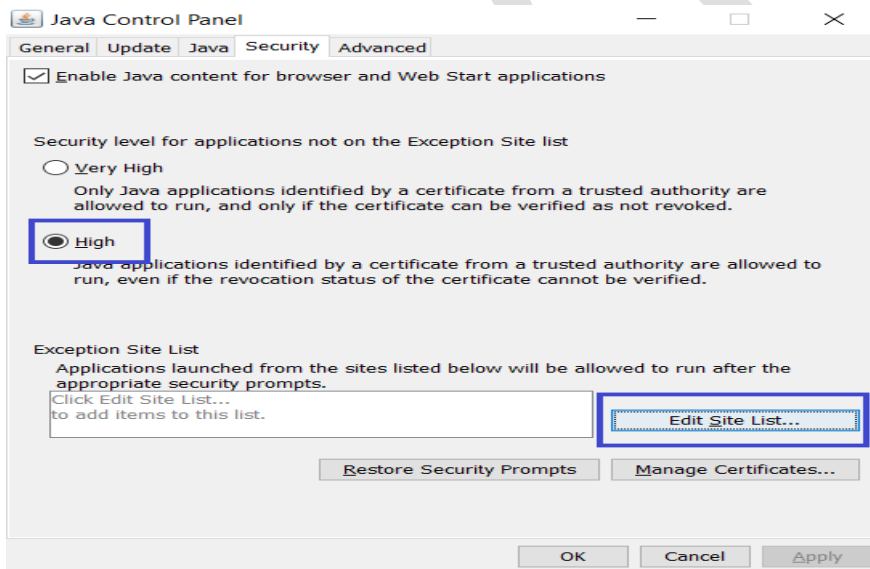 Java Control Panel
General Update Java Security Advanced
Enable Java content for browser and Web Start applications
Security level for applications not on the Exception Site list
Very High
Only Java applications identified by a certificate from a trusted authority are
allowed to run, and only if the certificate can be verified as not revoked.
High
Java applications identified by a certificate from a trusted authority are allowed to
run, even if the revocation status of the certificate cannot be verified.
Exception Site List
Applications launched from the sites listed below will be allowed to run after the
appropriate security prompts.
Click Edit Site List...
to add items to this list.
Edit Site List...
Restore Security Prompts Manage Certificates...
OK Cancel Apply